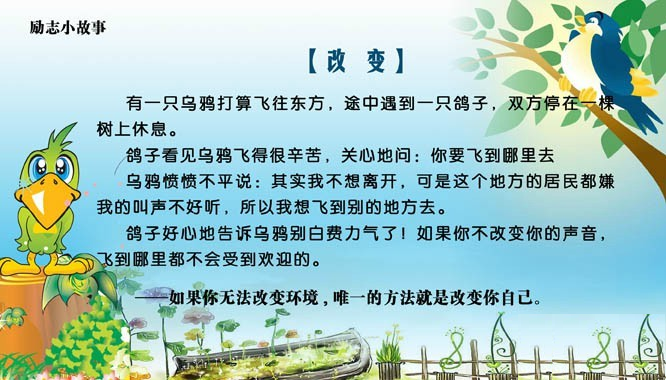 励志小故事
【改 变】
有一只乌鸦打算飞往东方，途中遇到一只鸽子，双方停在一棵
树上休息。
鸽子看见乌鸦飞得很辛苦，关心地问：你要飞到哪里去
乌鸦愤愤不平说：其实我不想离开，可是这个地方的居民都嫌
我的叫声不好听，所以我想飞到别的地方去。
鸽子好心地告诉乌鸦别白费力气了！如果你不改变你的声音，
飞到哪里都不会受到欢迎的。
——如果你无法改变环境，唯一的方法就是改变你自己。